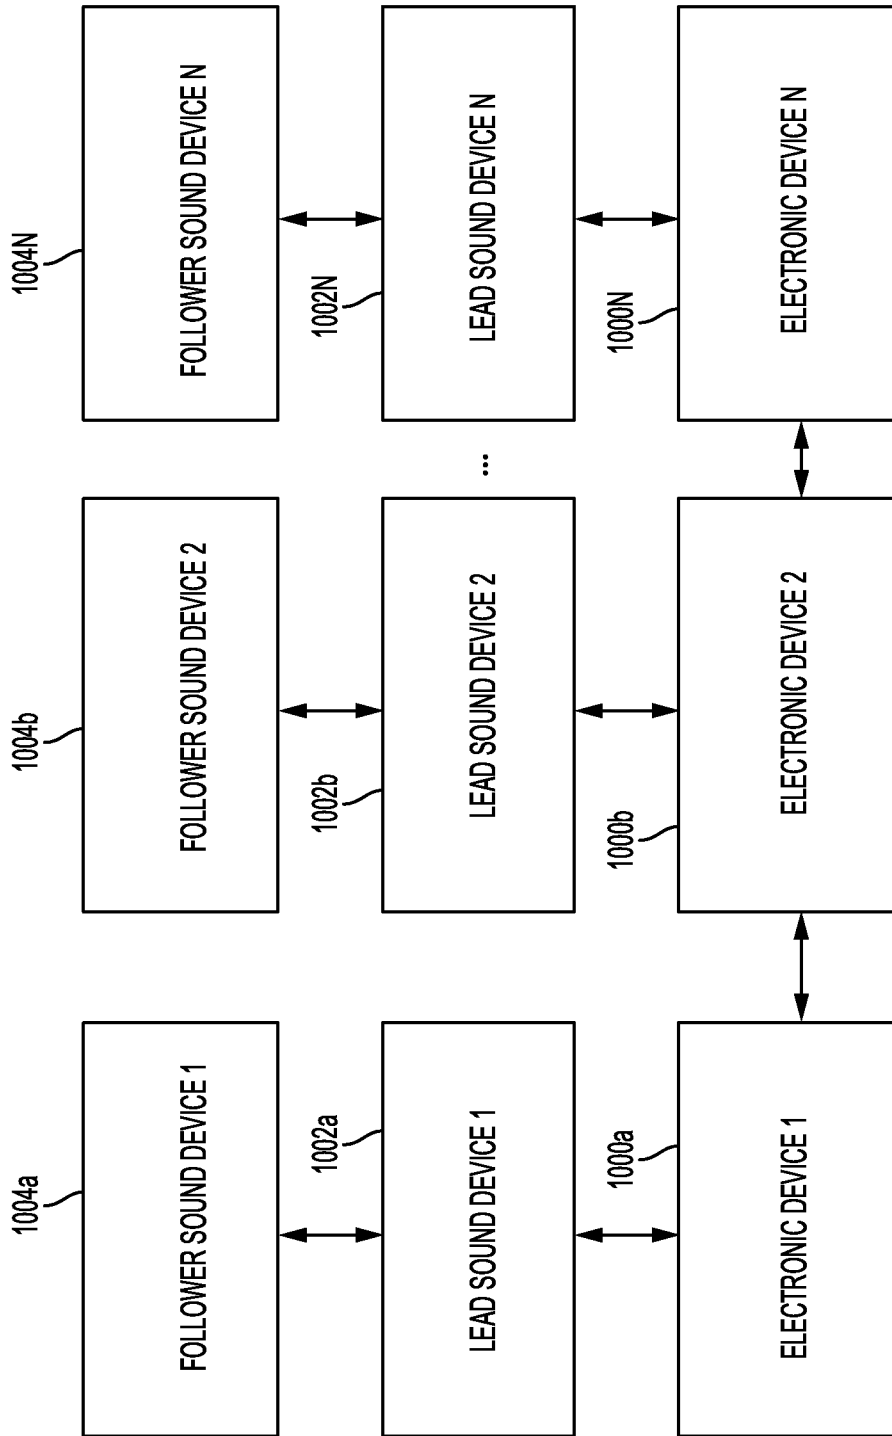 1004a
1004b
1004N
FOLLOWER SOUND DEVICE 1
FOLLOWER SOUND DEVICE 2
FOLLOWER SOUND DEVICE N
1002a
1002b
1002N
LEAD SOUND DEVICE 1
LEAD SOUND DEVICE 2
...
LEAD SOUND DEVICE N
1000a
1000b
1000N
ELECTRONIC DEVICE 1
ELECTRONIC DEVICE 2
ELECTRONIC DEVICE N